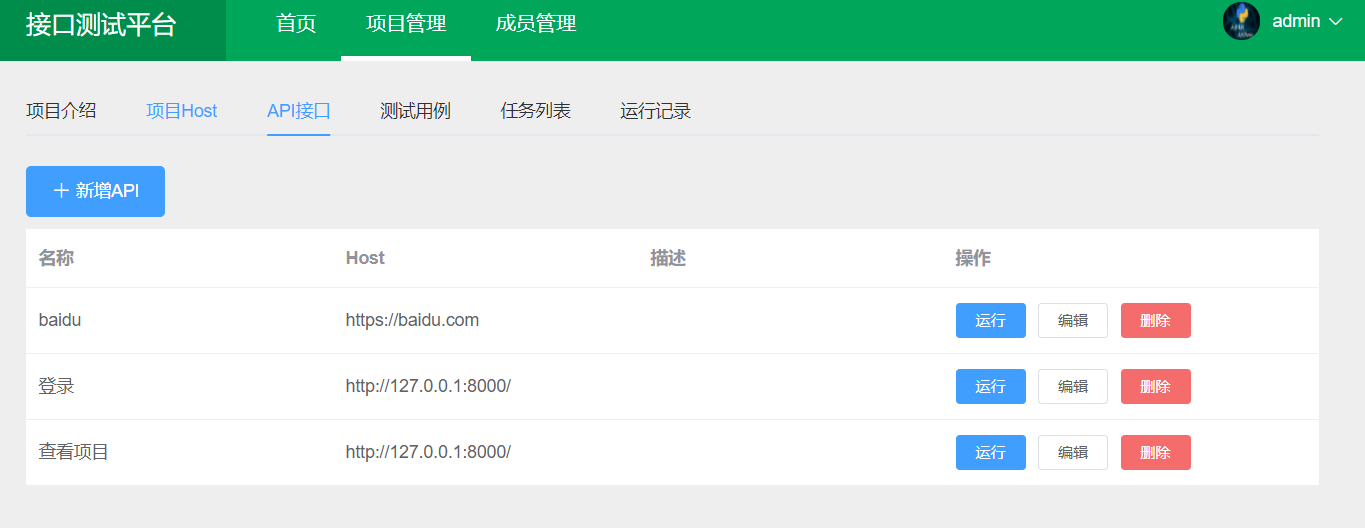 接口测试平台 首页 项目管理 成员管理 admin
项目介绍 项目Host API接口 测试用例 任务列表 运行记录
新增API
名称 Host 描述 操作
baidu https://baidu.com 运行 编辑 删除
登录 http://127.0.0.1:8000/ 运行 编辑 删除
查看项目 http://127.0.0.1:8000/ 运行 编辑 删除